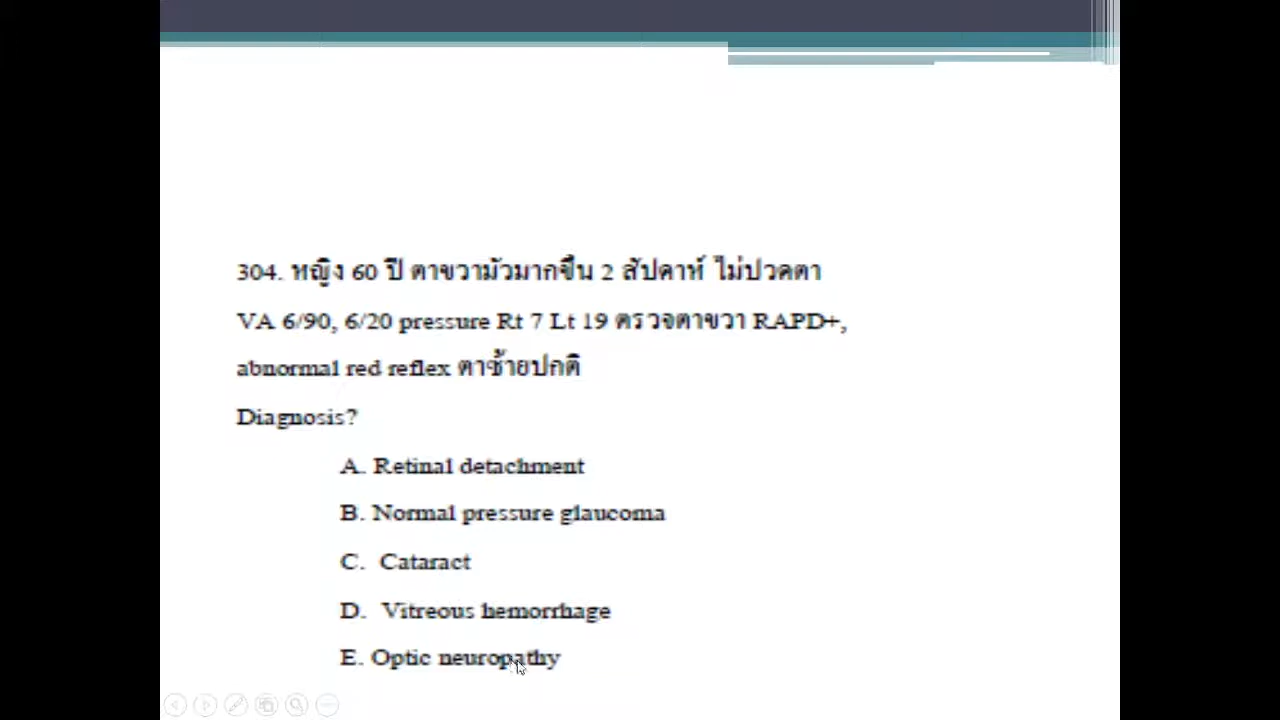 304. หญิง 60 ปี ตาขวามัวมากขึ้น 2 สัปดาห์ ไม่ปวดตา
VA 6/90, 6/20 pressure Rt 7 Lt 19 ตรวจตาขวา RAPD+,
abnormal red reflex ตาซ้ายปกติ
Diagnosis?
A. Retinal detachment
B. Normal pressure glaucoma
C. Cataract
D. Vitreous hemorrhage
E. Optic neuropathy